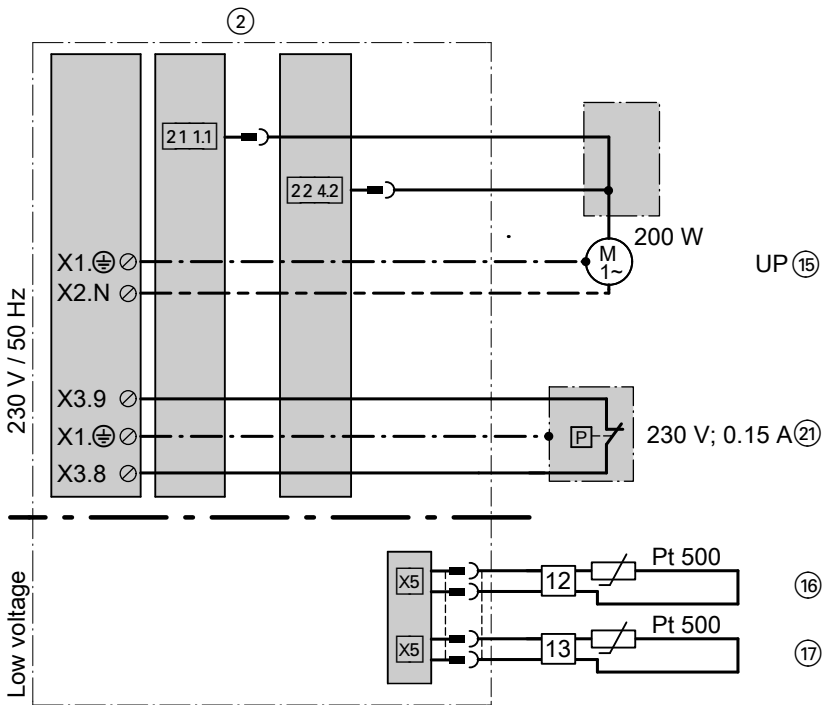 ②
21 1.1
22 4.2
200 W
X1.⏚ M 1~ UP ⑮
X2.N
230 V / 50 Hz
X3.9
X1.⏚ P 230 V; 0.15 A ㉑
X3.8
Low voltage
X5 12 Pt 500 ⑯
X5 13 Pt 500 ⑰